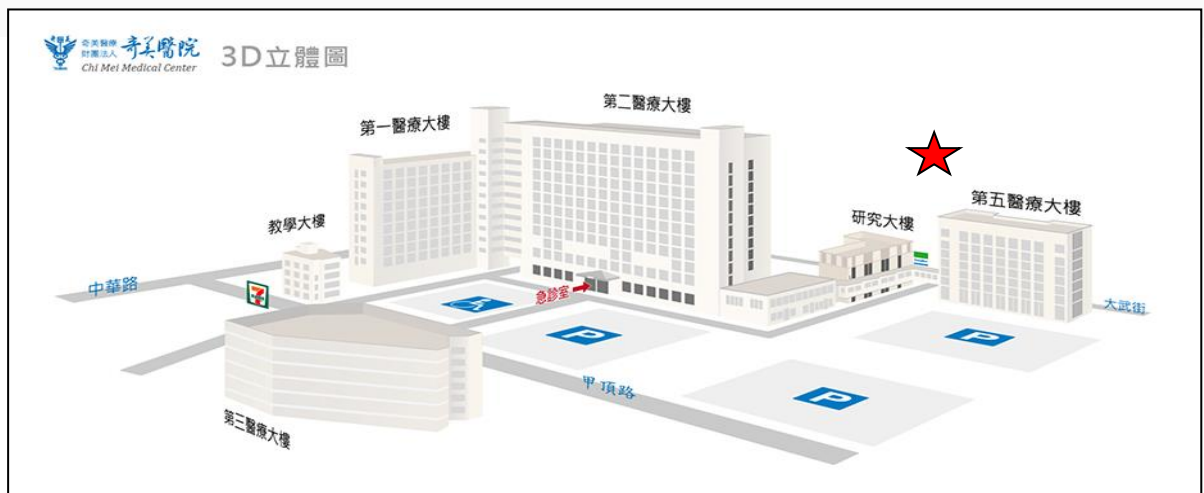 奇美醫療
財團法人 奇美醫院
Chi Mei Medical Center
3D立體圖
第二醫療大樓
第一醫療大樓
第五醫療大樓
研究大樓
教學大樓
中華路
7
急診室
大武街
P
P
P
甲頂路
第三醫療大樓